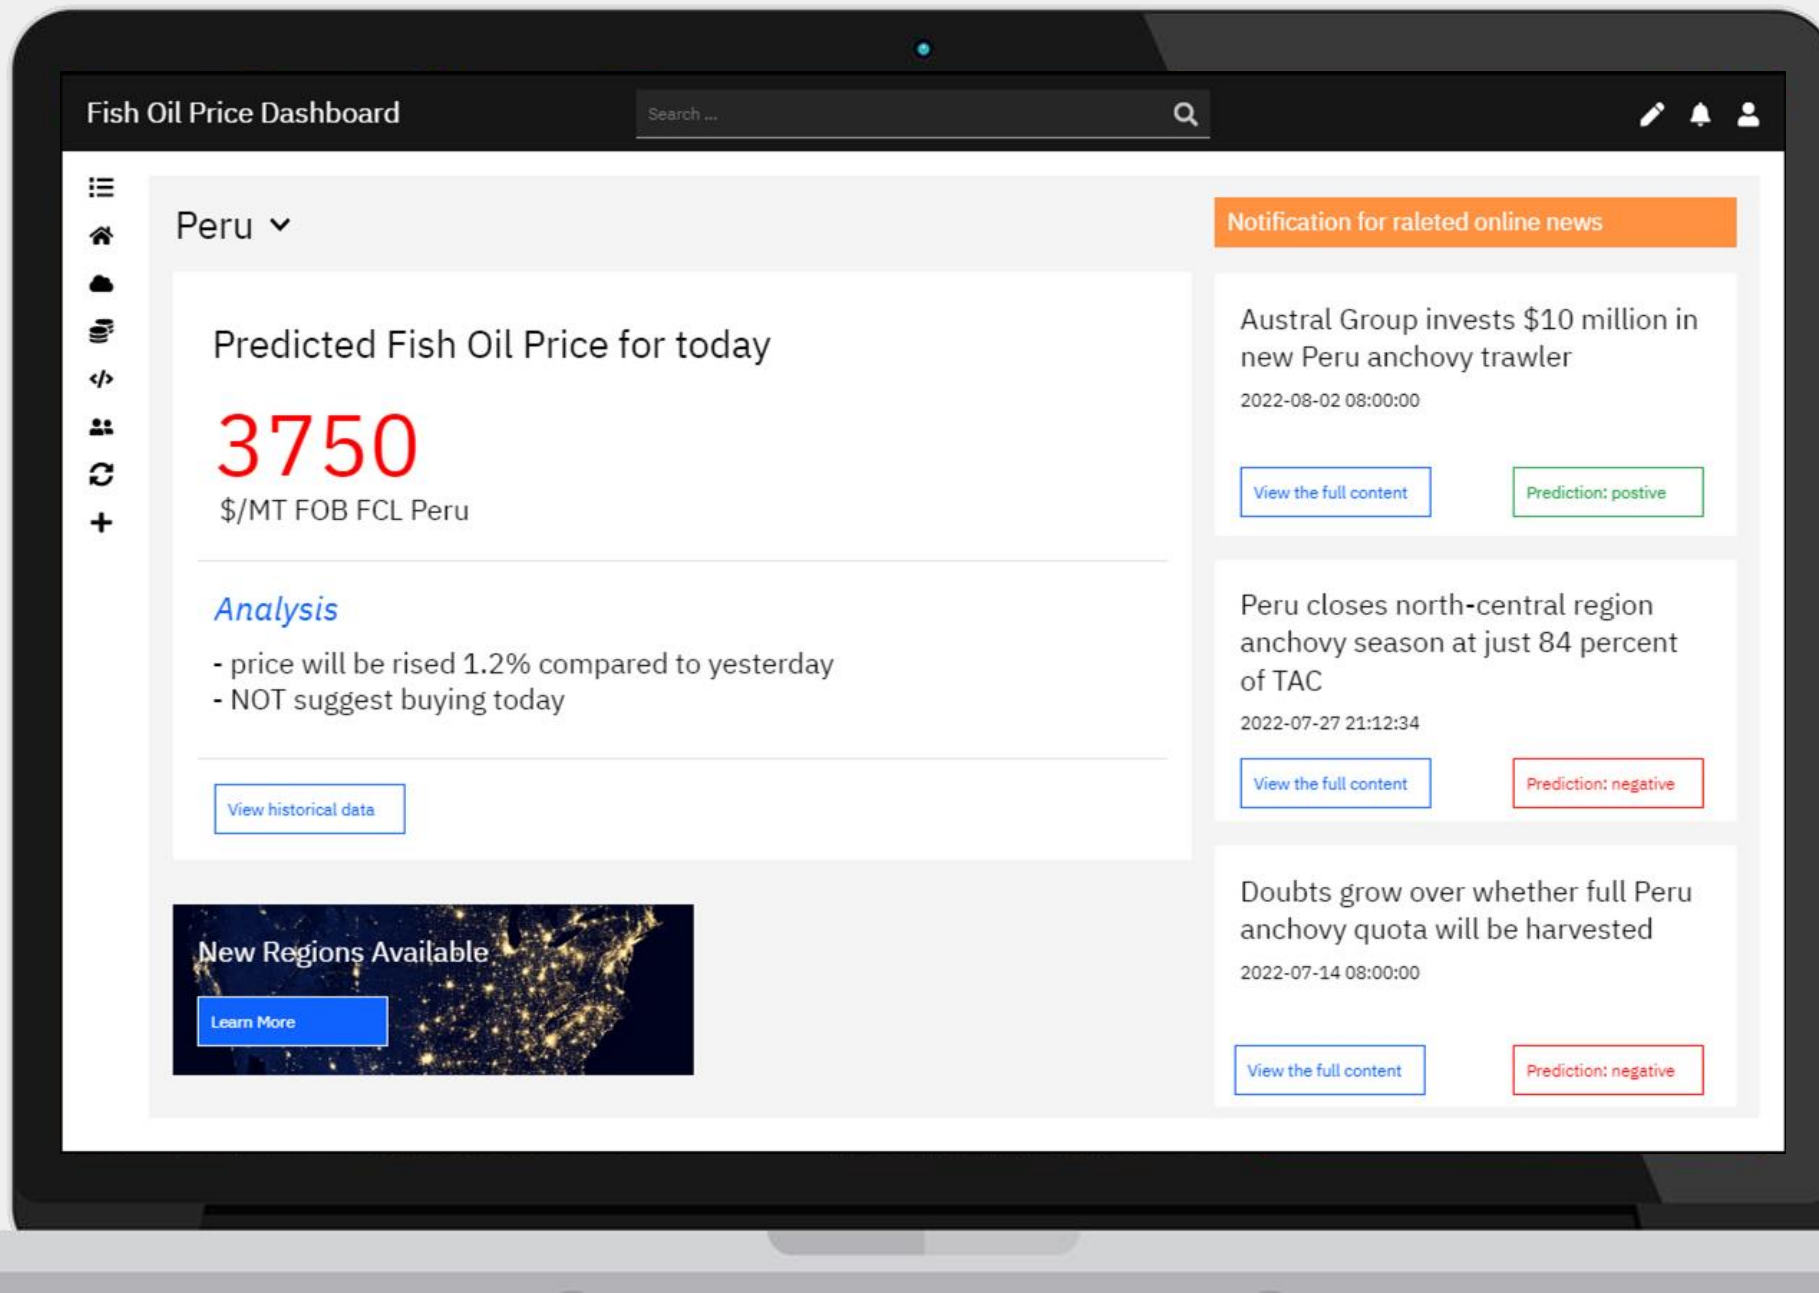 Fish Oil Price Dashboard
Search ...
Peru
Predicted Fish Oil Price for today
3750
$/MT FOB FCL Peru
Analysis
- price will be rised 1.2% compared to yesterday
- NOT suggest buying today
View historical data
New Regions Available
Learn More
Notification for raleted online news
Austral Group invests $10 million in
new Peru anchovy trawler
2022-08-02 08:00:00
View the full content
Prediction: postive
Peru closes north-central region
anchovy season at just 84 percent
of TAC
2022-07-27 21:12:34
View the full content
Prediction: negative
Doubts grow over whether full Peru
anchovy quota will be harvested
2022-07-14 08:00:00
View the full content
Prediction: negative